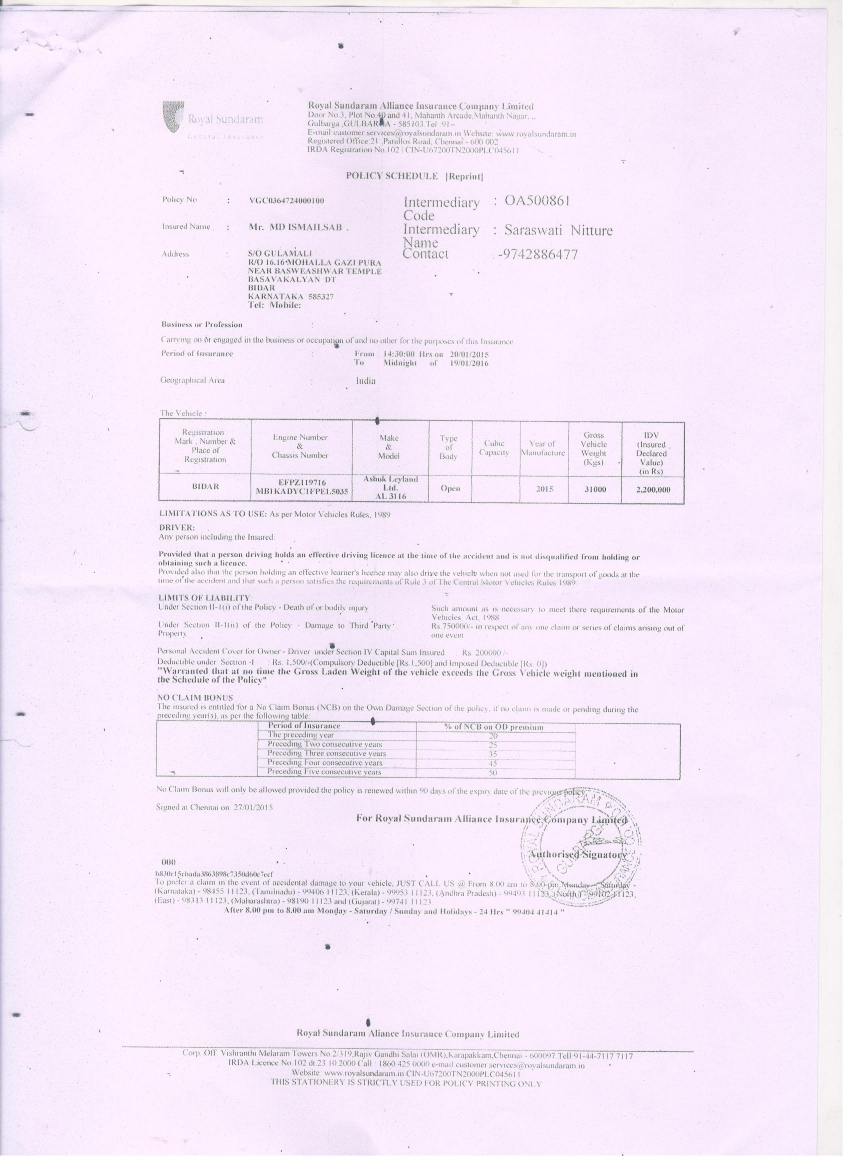 Royal Sundaram
General Insurance
Royal Sundaram Alliance Insurance Company Limited
Door No.3, Plot No.40 and 41, Mahanth Arcade,Mahanth Nagar, ..
Gulbarga ,GULBARGA - 585103 Tel :91--
E-mail customer.services@royalsundaram.in Website: www.royalsundaram.in
Registered Office:21 ,Patullos Road, Chennai - 600 002
IRDA Registration No.102 | CIN-U67200TN2000PLC045611
POLICY SCHEDULE [Reprint]
Policy No : VGC0364724000100
Intermediary Code : OA500861
Insured Name : Mr. MD ISMAILSAB .
Intermediary Name : Saraswati Nitture
Contact -9742886477
Address : S/O GULAMALI
R/O 16.16 MOHALLA GAZI PURA
NEAR BASWEASHWAR TEMPLE
BASAVAKALYAN DT
BIDAR
KARNATAKA 585327
Tel: Mobile:
Business or Profession :
Carrying on or engaged in the business or occupation of and no other for the purposes of this Insurance
Period of Insurance : From 14:30:00 Hrs on 20/01/2015
To Midnight of 19/01/2016
Geographical Area : India
The Vehicle :
Registration Mark , Number & Place of Registration
Engine Number & Chassis Number
Make & Model
Type of Body
Cubic Capacity
Year of Manufacture
Gross Vehicle Weight (Kgs)
IDV (Insured Declared Value) (in Rs)
BIDAR
EFPZ119716
MB1KADYC1FPEL5035
Ashok Leyland Ltd. AL 3116
Open
2015
31000
2,200,000
LIMITATIONS AS TO USE: As per Motor Vehicles Rules, 1989
DRIVER:
Any person including the Insured:
Provided that a person driving holds an effective driving licence at the time of the accident and is not disqualified from holding or
obtaining such a licence.
Provided also that the person holding an effective learner's licence may also drive the vehicle when not used for the transport of goods at the
time of the accident and that such a person satisfies the requirements of Rule 3 of The Central Motor Vehicles Rules 1989.
LIMITS OF LIABILITY
Under Section II-1(i) of the Policy - Death of or bodily injury
Such amount as is necessary to meet there requirements of the Motor
Vehicles Act, 1988
Under Section II-1(ii) of the Policy - Damage to Third Party
Property
Rs.750000/- in respect of any one claim or series of claims arising out of
one event
Personal Accident Cover for Owner - Driver under Section IV Capital Sum Insured Rs 200000 /-
Deductible under Section -I : Rs. 1,500/-(Compulsory Deductible [Rs.1,500] and Imposed Deductible [Rs. 0])
"Warranted that at no time the Gross Laden Weight of the vehicle exceeds the Gross Vehicle weight mentioned in
the Schedule of the Policy"
NO CLAIM BONUS
The insured is entitled for a No Claim Bonus (NCB) on the Own Damage Section of the policy, if no claim is made or pending during the
preceding year(s), as per the following table:
Period of Insurance % of NCB on OD premium
The preceding year 20
Preceding Two consecutive years 25
Preceding Three consecutive years 35
Preceding Four consecutive years 45
Preceding Five consecutive years 50
No Claim Bonus will only be allowed provided the policy is renewed within 90 days of the expiry date of the previous policy.
Signed at Chennai on 27/01/2015
For Royal Sundaram Alliance Insurance Company Limited
Authorised Signatory
000
To prefer a claim in the event of accidental damage to your vehicle, JUST CALL US @ From 8.00 am to 8.00 pm Monday - Saturday -
(Karnataka) - 98455 11123, (Tamilnadu) - 99406 11123, (Kerala) - 99953 11123, (Andhra Pradesh) - 99493 11123, (North)
(East) - 98313 11123, (Maharashtra) - 98190 11123 and (Gujarat) - 99741 11123
After 8.00 pm to 8.00 am Monday - Saturday / Sunday and Holidays - 24 Hrs " 99404 41414 "
Royal Sundaram Aliance Insurance Company Limited
Corp. Off. Vishranthi Melaram Towers No.2/319,Rajiv Gandhi Salai (OMR),Karapakkam,Chennai - 600097.Tell 91-44-7117 7117
IRDA Licence No 102 dt.23.10.2000 Call : 1860 425 0000 e-mail customer.services@royalsundaram.in
Website: www.royalsundaram.in CIN-U67200TN2000PLC045611
THIS STATIONERY IS STRICTLY USED FOR POLICY PRINTING ONLY